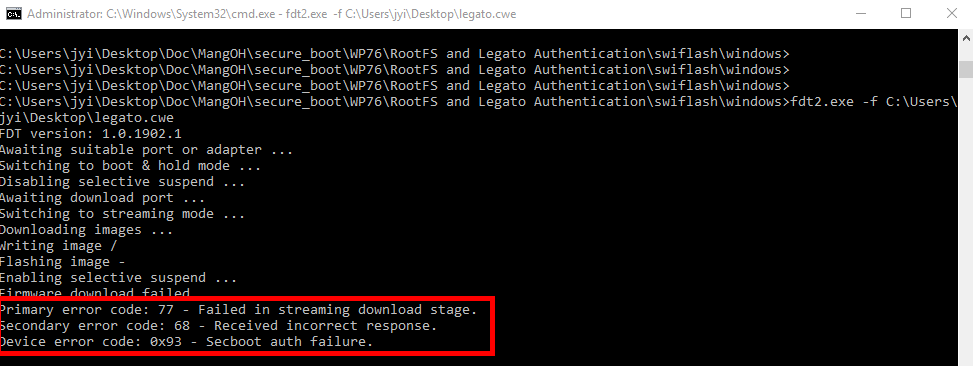 Administrator: C:\Windows\System32\cmd.exe - fdt2.exe -f C:\Users\jyi\Desktop\legato.cwe
C:\Users\jyi\Desktop\Doc\MangOH\secure_boot\WP76\RootFS and Legato Authentication\swiflash\windows>
C:\Users\jyi\Desktop\Doc\MangOH\secure_boot\WP76\RootFS and Legato Authentication\swiflash\windows>
C:\Users\jyi\Desktop\Doc\MangOH\secure_boot\WP76\RootFS and Legato Authentication\swiflash\windows>
C:\Users\jyi\Desktop\Doc\MangOH\secure_boot\WP76\RootFS and Legato Authentication\swiflash\windows>fdt2.exe -f C:\Users\
jyi\Desktop\legato.cwe
FDT version: 1.0.1902.1
Awaiting suitable port or adapter ...
Switching to boot & hold mode ...
Disabling selective suspend ...
Awaiting download port ...
Switching to streaming mode ...
Downloading images ...
Writing image /
Flashing image -
Enabling selective suspend ...
Firmware download failed
Primary error code: 77 - Failed in streaming download stage.
Secondary error code: 68 - Received incorrect response.
Device error code: 0x93 - Secboot auth failure.